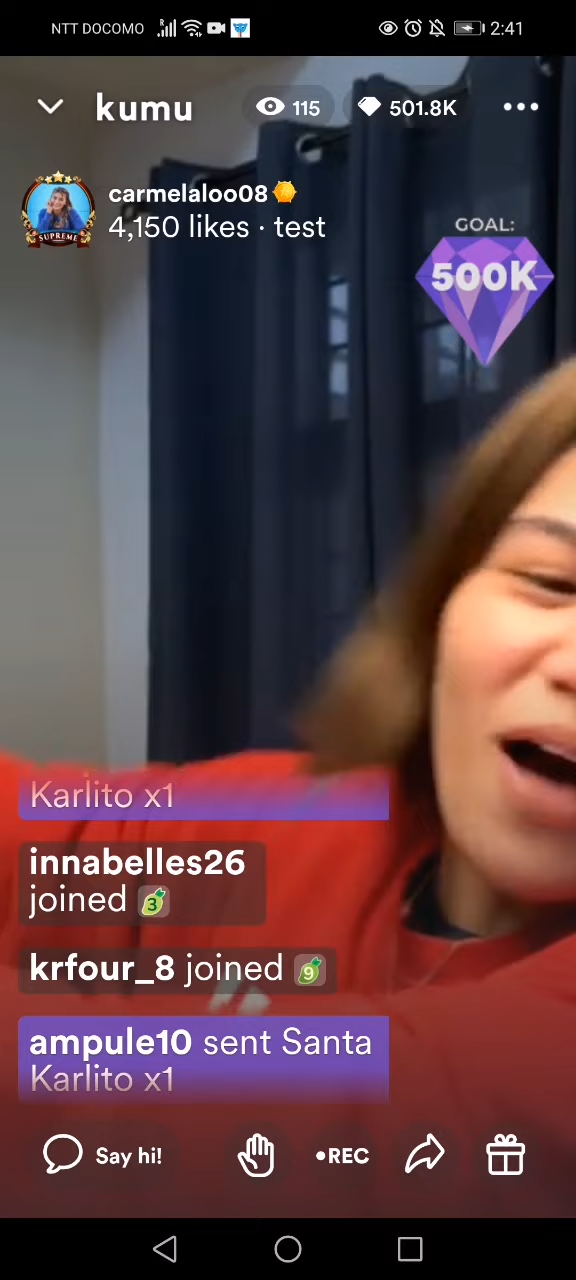 NTT DOCOMO 2:41
kumu 115 501.8K
carmelaloo08
4,150 likes · test
SUPREME
GOAL:
500K
Karlito x1
innabelles26
joined 3
krfour_8 joined 9
ampule10 sent Santa
Karlito x1
Say hi! •REC